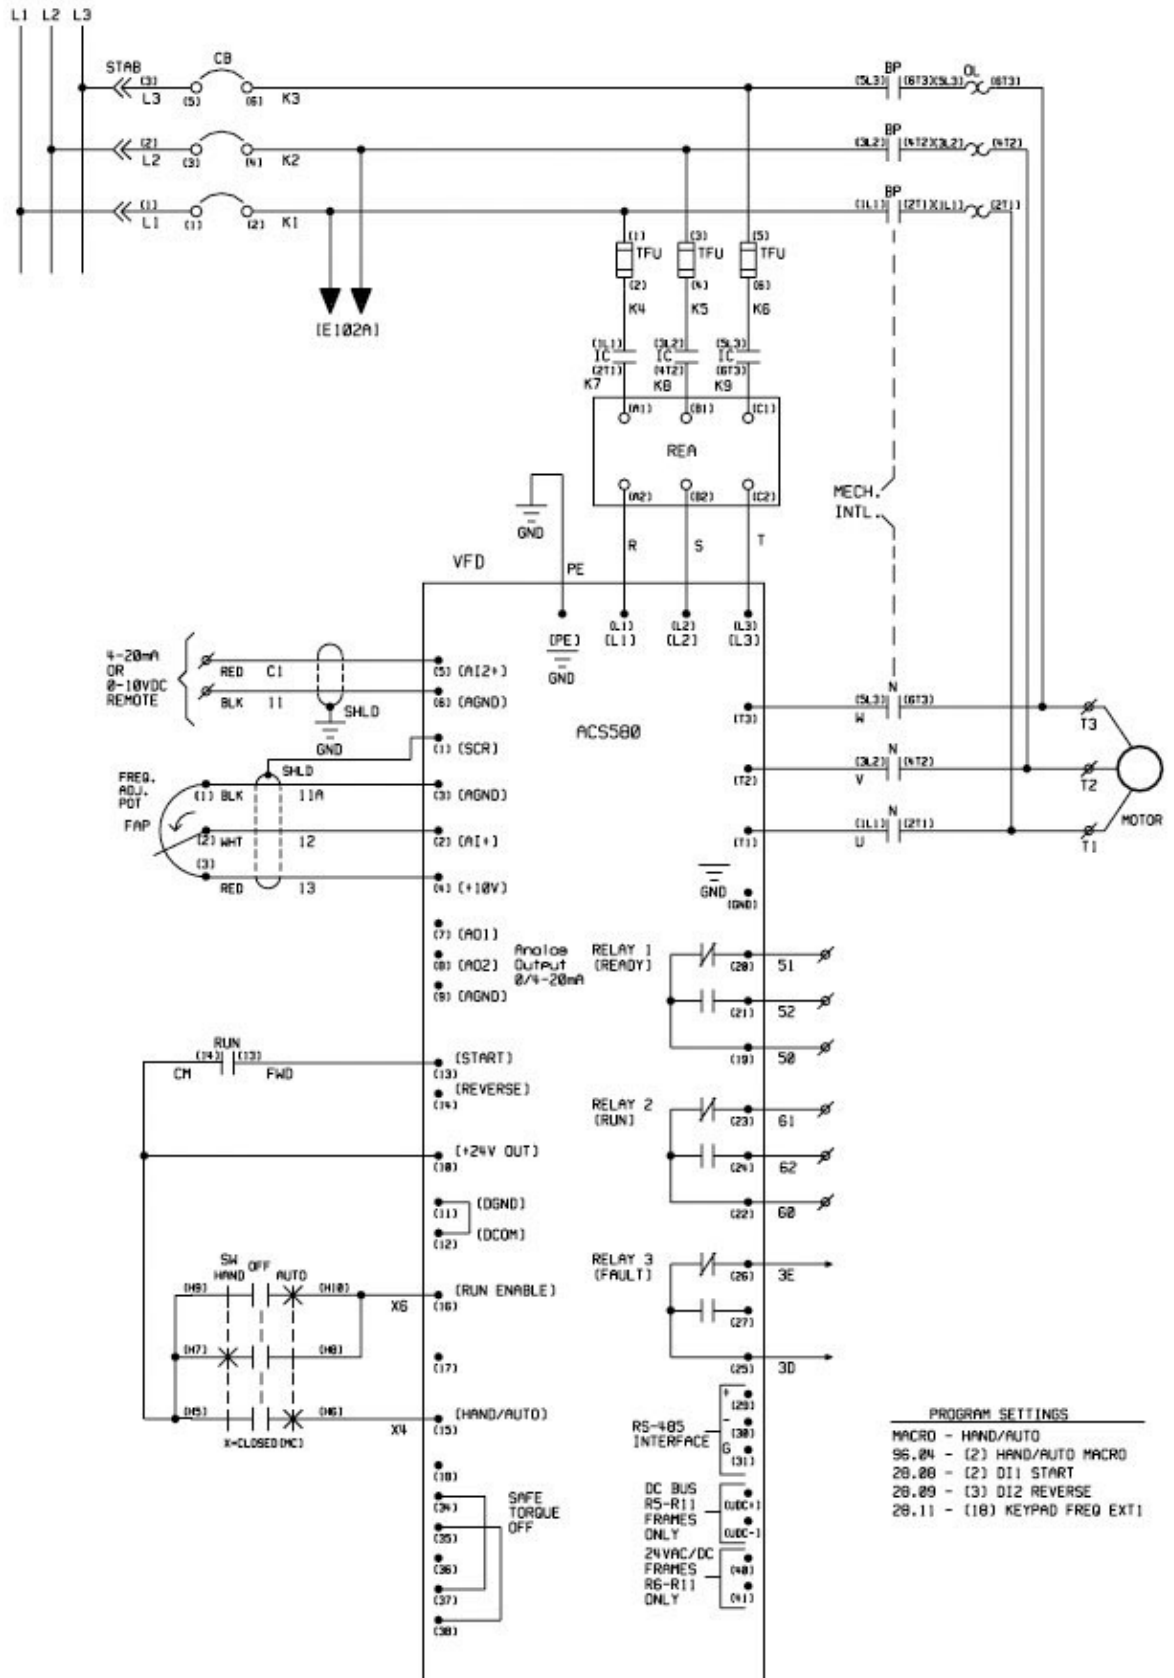 L1 L2 L3
STAB CB BP OL
(3) (5L3) (6T3)(5L3) (6T3)
L3 (5) (6) K3
BP
(2) (3L2) (4T2)(3L2) (4T2)
L2 (3) (4) K2
BP
(1) (1L1) (2T1)(1L1) (2T1)
L1 (1) (2) K1
(1) (3) (5)
TFU TFU TFU
(2) (4) (6)
K4 K5 K6
[E102A]
(1L1) (3L2) (5L3)
IC IC IC
(2T1) (4T2) (6T3)
K7 K8 K9
(A1) (B1) (C1)
REA
(A2) (B2) (C2)
MECH.
INTL.
GND
R S T
VFD PE
(L1) (L2) (L3)
(PE) (L1) (L2) (L3)
GND
4-20mA
OR
0-10VDC
REMOTE
RED C1 (5) (AI2+)
BLK 11 (6) (AGND)
SHLD
GND
ACS580
(1) (SCR)
N
(5L3) (6T3)
(T3) W T3
N
(3L2) (4T2)
(T2) V T2
N
(1L1) (2T1)
(T1) U T1
MOTOR
FREQ.
ADJ.
POT
FAP
SHLD
(1) BLK 11A (3) (AGND)
(2) WHT 12 (2) (AI+)
(3)
RED 13 (4) (+10V)
GND
(GND)
(7) (AO1)
(8) (AO2)
(9) (AGND)
Analog
Output
0/4-20mA
RELAY 1
(READY)
(20) 51
(21) 52
(19) 50
RUN
(14) (13)
CM FWD
(START)
(13)
(REVERSE)
(14)
RELAY 2
(RUN)
(23) 61
(24) 62
(22) 60
(+24V OUT)
(10)
(DGND)
(11)
(DCOM)
(12)
RELAY 3
(FAULT)
(26) 3E
(27)
(25) 3D
SW
HAND OFF AUTO
(H9) (H10)
X6 (RUN ENABLE)
(16)
(H7) (H8)
(17)
(H5) (H6)
X4 (HAND/AUTO)
(15)
X=CLOSED(MC)
RS-485
INTERFACE
+ (29)
- (30)
G (31)
(18)
(34)
(35)
(36)
(37)
(38)
SAFE
TORQUE
OFF
DC BUS
R5-R11
FRAMES
ONLY
(UDC+)
(UDC-)
24VAC/DC
FRAMES
R6-R11
ONLY
(40)
(41)
PROGRAM SETTINGS
MACRO - HAND/AUTO
96.04 - (2) HAND/AUTO MACRO
28.08 - (2) DI1 START
28.09 - (3) DI2 REVERSE
28.11 - (18) KEYPAD FREQ EXT1